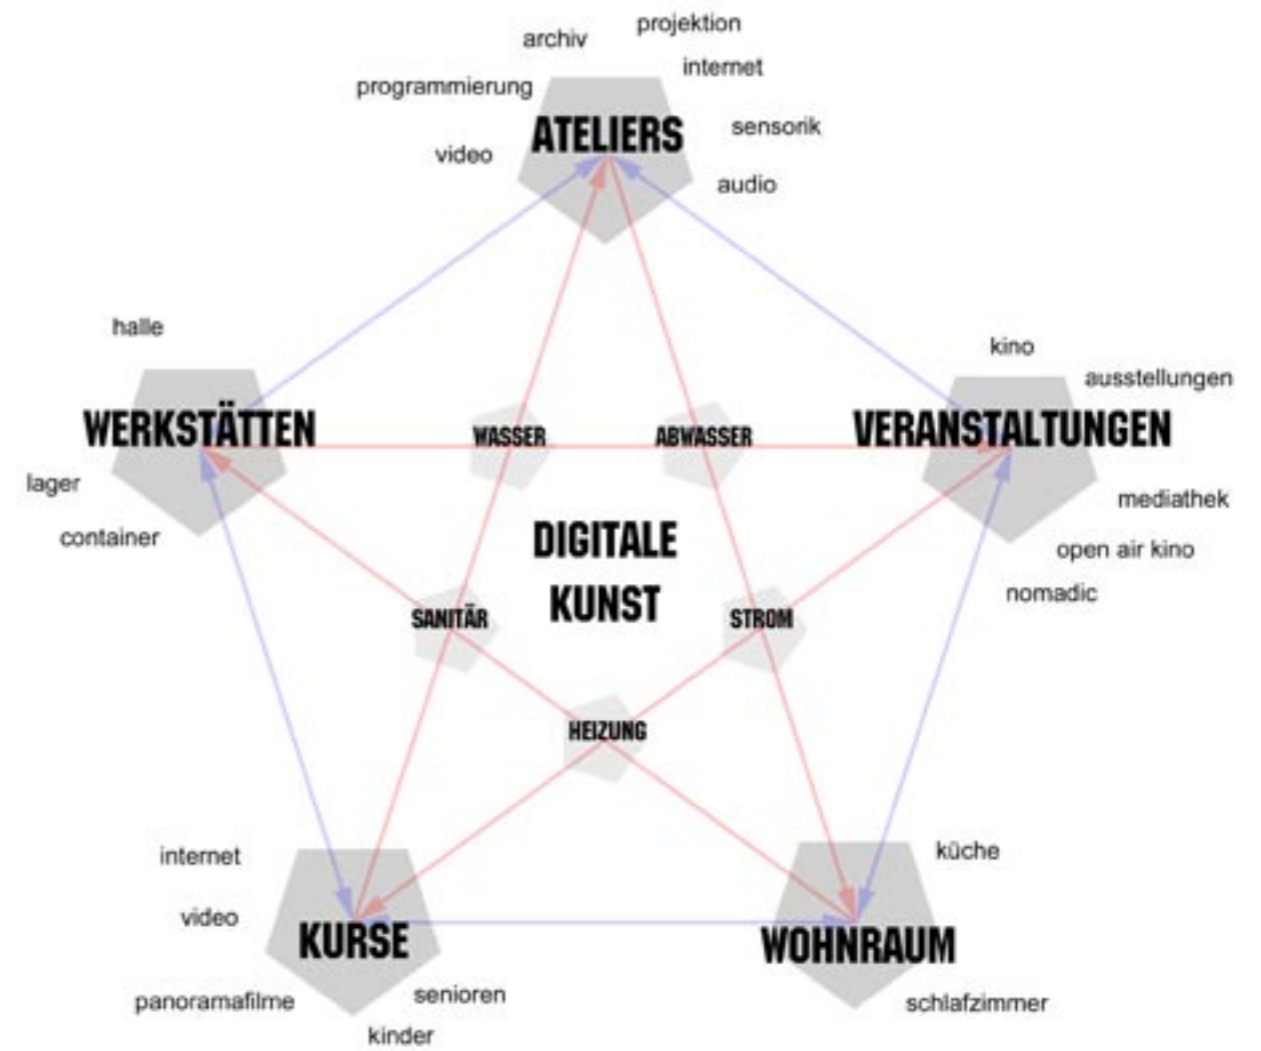 projektion
archiv
internet
programmierung
ATELIERS
sensorik
video
audio
halle
kino
ausstellungen
WERKSTÄTTEN
WASSER
ABWASSER
VERANSTALTUNGEN
lager
mediathek
container
DIGITALE
KUNST
open air kino
nomadic
SANITÄR
STROM
HEIZUNG
internet
küche
video
KURSE
WOHNRAUM
panoramafilme
senioren
schlafzimmer
kinder